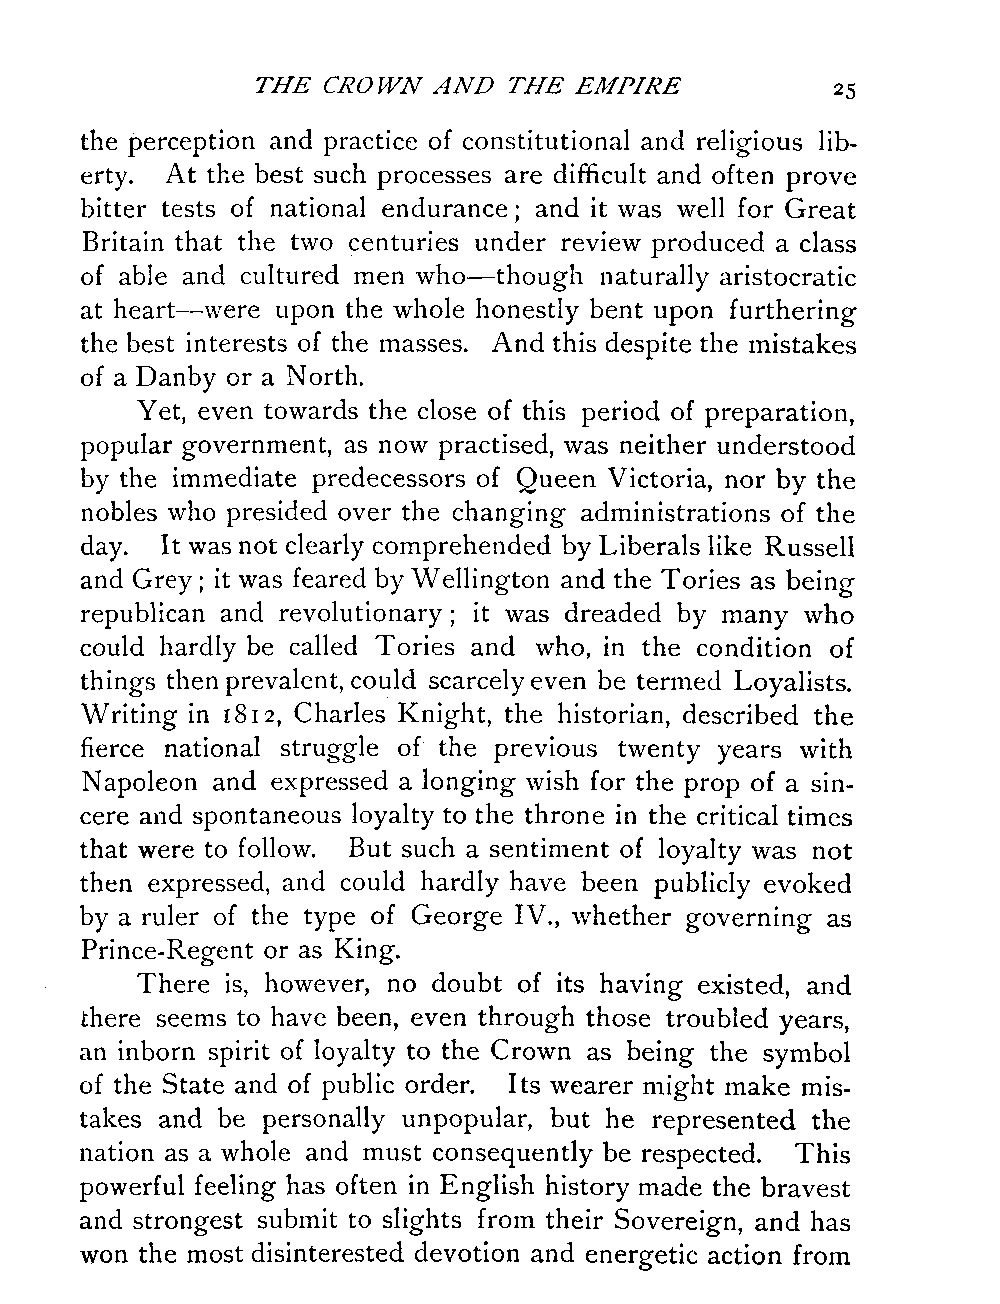 THE CROWN AND THE EMPIRE 25
the perception and practice of constitutional and religious lib-
erty. At the best such processes are difficult and often prove
bitter tests of national endurance; and it was well for Great
Britain that the two centuries under review produced a class
of able and cultured men who—though naturally aristocratic
at heart—were upon the whole honestly bent upon furthering
the best interests of the masses. And this despite the mistakes
of a Danby or a North.
Yet, even towards the close of this period of preparation,
popular government, as now practised, was neither understood
by the immediate predecessors of Queen Victoria, nor by the
nobles who presided over the changing administrations of the
day. It was not clearly comprehended by Liberals like Russell
and Grey; it was feared by Wellington and the Tories as being
republican and revolutionary; it was dreaded by many who
could hardly be called Tories and who, in the condition of
things then prevalent, could scarcely even be termed Loyalists.
Writing in 1812, Charles Knight, the historian, described the
fierce national struggle of the previous twenty years with
Napoleon and expressed a longing wish for the prop of a sin-
cere and spontaneous loyalty to the throne in the critical times
that were to follow. But such a sentiment of loyalty was not
then expressed, and could hardly have been publicly evoked
by a ruler of the type of George IV., whether governing as
Prince-Regent or as King.
There is, however, no doubt of its having existed, and
there seems to have been, even through those troubled years,
an inborn spirit of loyalty to the Crown as being the symbol
of the State and of public order. Its wearer might make mis-
takes and be personally unpopular, but he represented the
nation as a whole and must consequently be respected. This
powerful feeling has often in English history made the bravest
and strongest submit to slights from their Sovereign, and has
won the most disinterested devotion and energetic action from